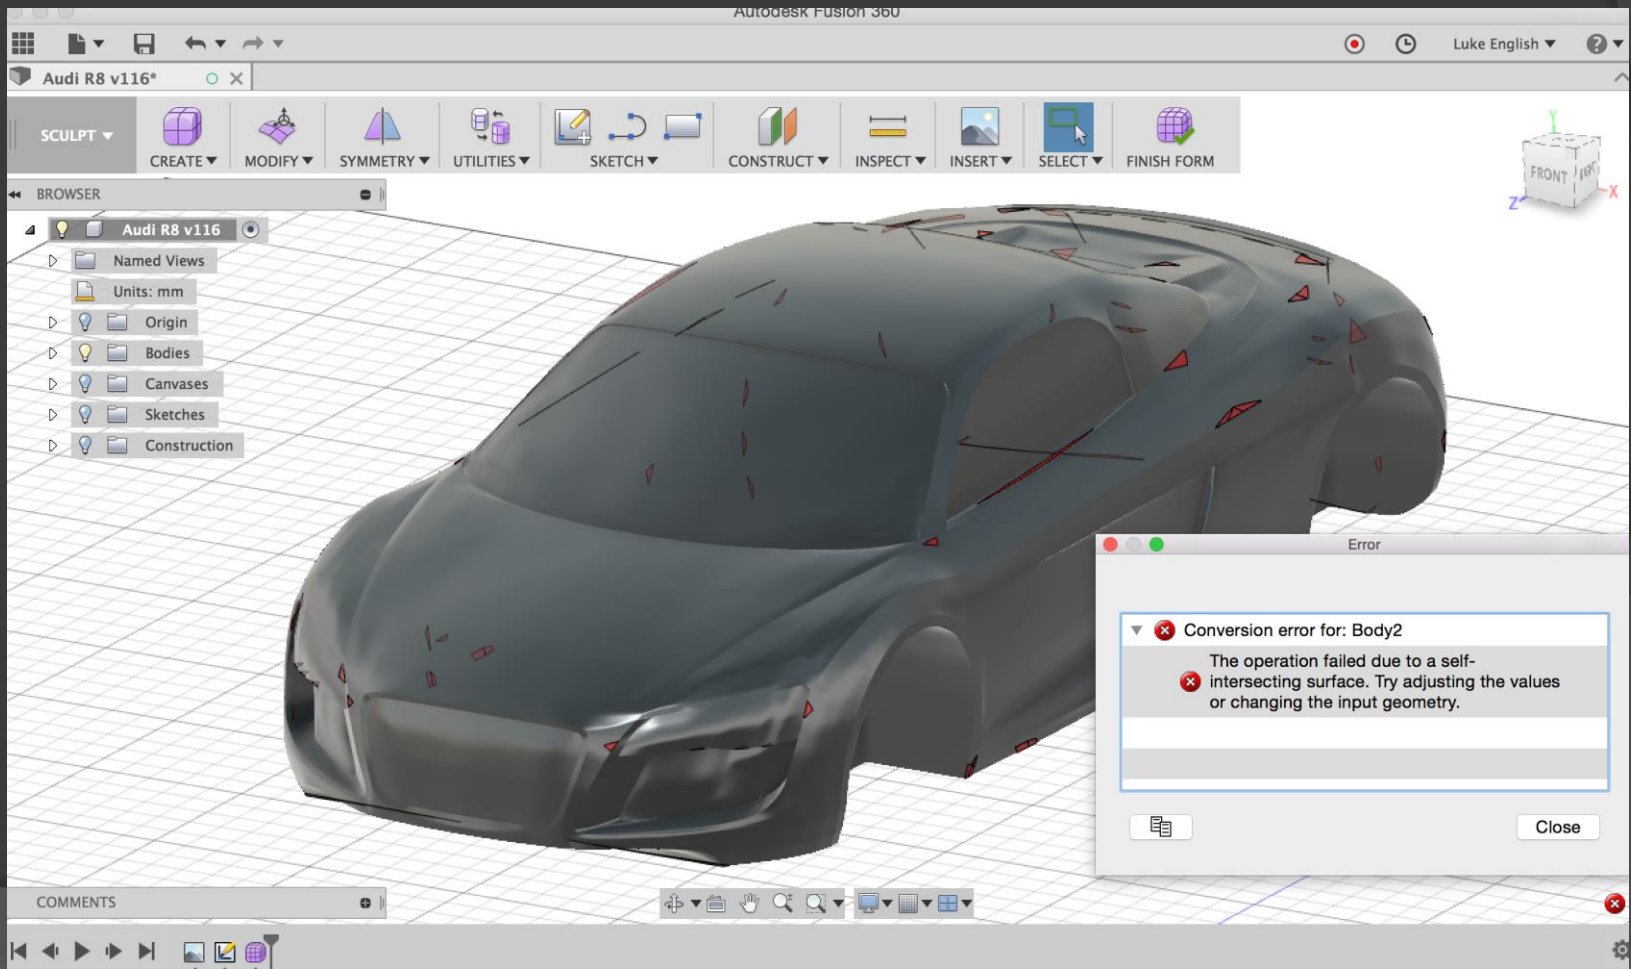 Autodesk Fusion 360
Luke English
Audi R8 v116*
SCULPT
CREATE
MODIFY
SYMMETRY
UTILITIES
SKETCH
CONSTRUCT
INSPECT
INSERT
SELECT
FINISH FORM
Y
FRONT
RIGHT
X
Z
BROWSER
Audi R8 v116
Named Views
Units: mm
Origin
Bodies
Canvases
Sketches
Construction
Error
Conversion error for: Body2
The operation failed due to a self-
intersecting surface. Try adjusting the values
or changing the input geometry.
Close
COMMENTS